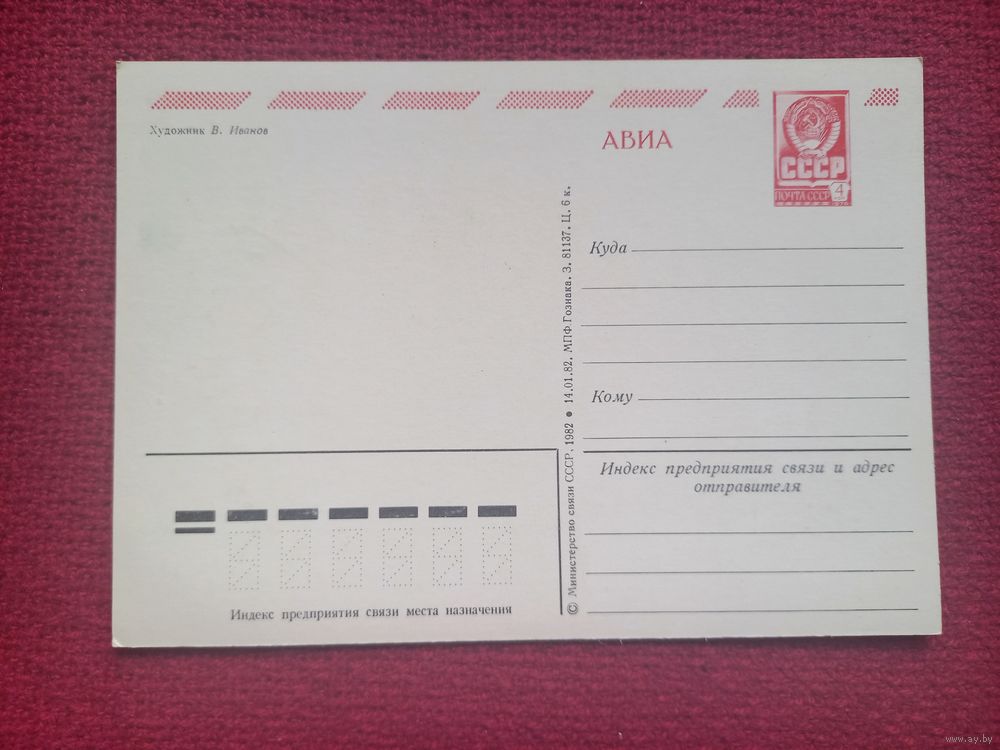 Художник В. Иванов
АВИА
СССР
ПОЧТА СССР 4
Куда
Кому
Индекс предприятия связи и адрес
отправителя
© Министерство связи СССР. 1982 • 14.01.82. МПФ Гознака. З. 81137. Ц. 6 к.
Индекс предприятия связи места назначения
www.ay.by